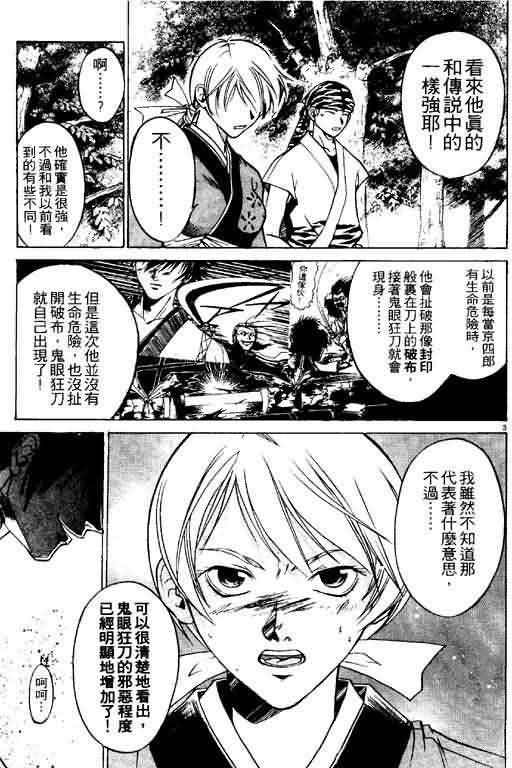 看來他真的
和傳說中的
一樣強耶！
不……！
啊
……？
他確實是很強，
不過和我以前看
到的有些不同！
以前是每當京四郎
有生命危險時，
他會扯破那像封印
般裹在刀上的破布，
接著鬼眼狂刀就會
現身……
但是這次他並沒有
生命危險，也沒扯
開破布，鬼眼狂刀
就自己出現了！
3
我雖然不知道那
代表著什麼意思，
不過……
可以很清楚地看出，
鬼眼狂刀的邪惡程度
已經明顯地增加了！
呵呵…